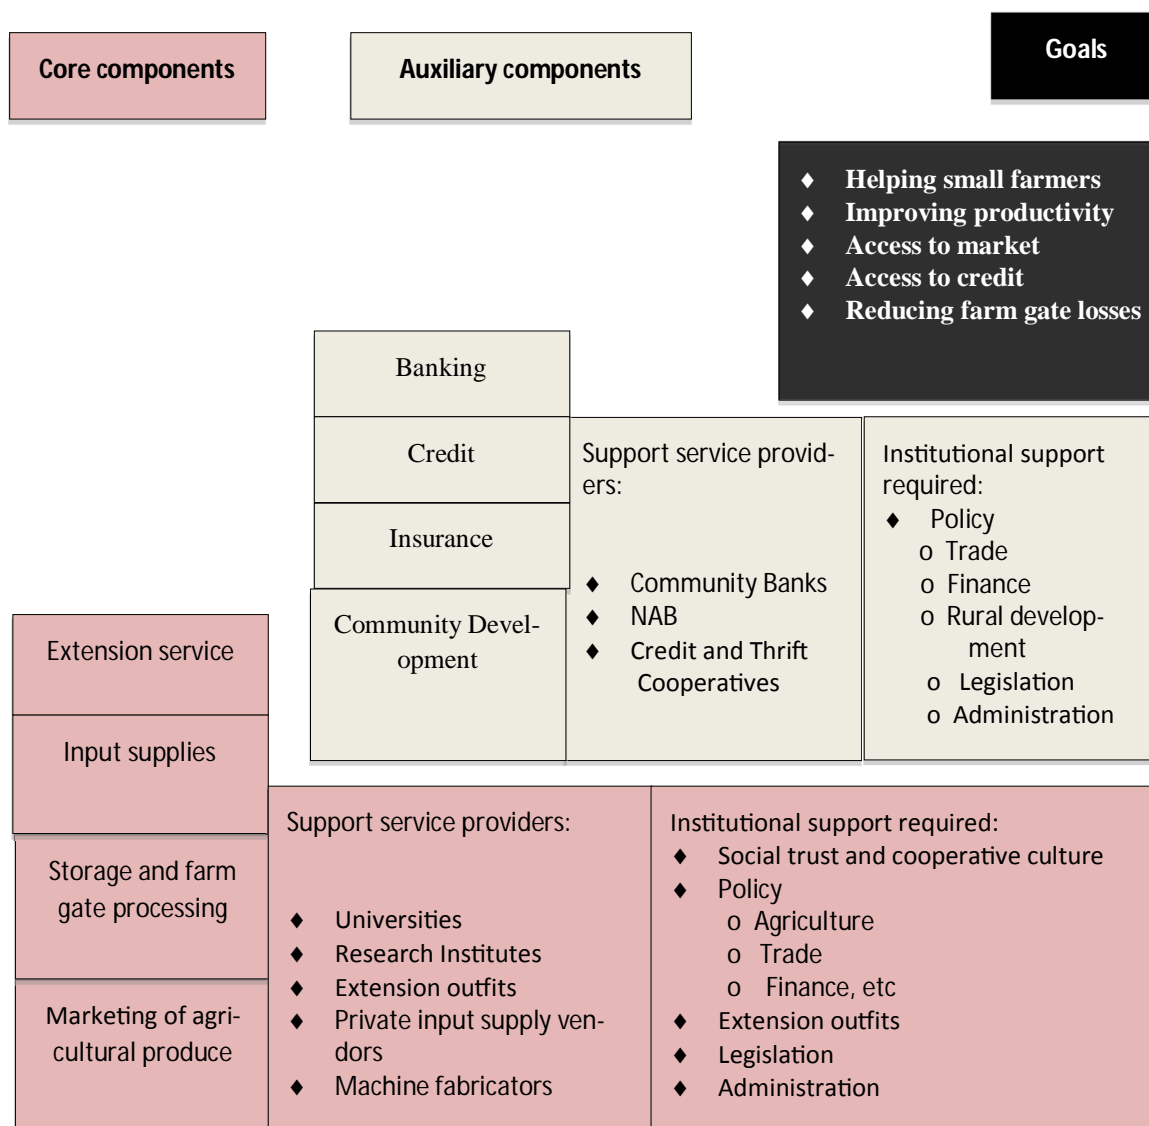 Core components
Auxiliary components
Goals
♦ Helping small farmers
♦ Improving productivity
♦ Access to market
♦ Access to credit
♦ Reducing farm gate losses
Banking
Credit
Insurance
Community Devel-
opment
Support service provid-
ers:
♦ Community Banks
♦ NAB
♦ Credit and Thrift
Cooperatives
Institutional support
required:
♦ Policy
o Trade
o Finance
o Rural develop-
ment
o Legislation
o Administration
Extension service
Input supplies
Storage and farm
gate processing
Marketing of agri-
cultural produce
Support service providers:
♦ Universities
♦ Research Institutes
♦ Extension outfits
♦ Private input supply ven-
dors
♦ Machine fabricators
Institutional support required:
♦ Social trust and cooperative culture
♦ Policy
o Agriculture
o Trade
o Finance, etc
♦ Extension outfits
♦ Legislation
♦ Administration